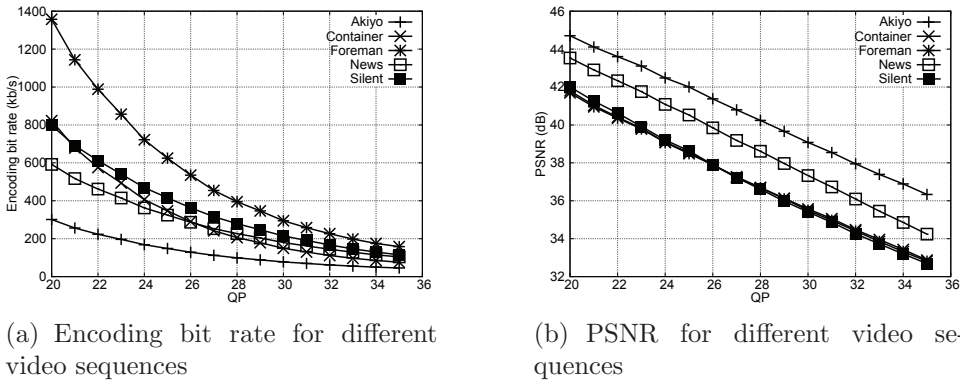 1400
1200
1000
800
600
400
200
0
20 22 24 26 28 30 32 34 36
Encoding bit rate (kb/s)
QP
Akiyo
Container
Foreman
News
Silent
46
44
42
40
38
36
34
32
20 22 24 26 28 30 32 34 36
PSNR (dB)
QP
Akiyo
Container
Foreman
News
Silent
(a) Encoding bit rate for different
video sequences
(b) PSNR for different video se-
quences